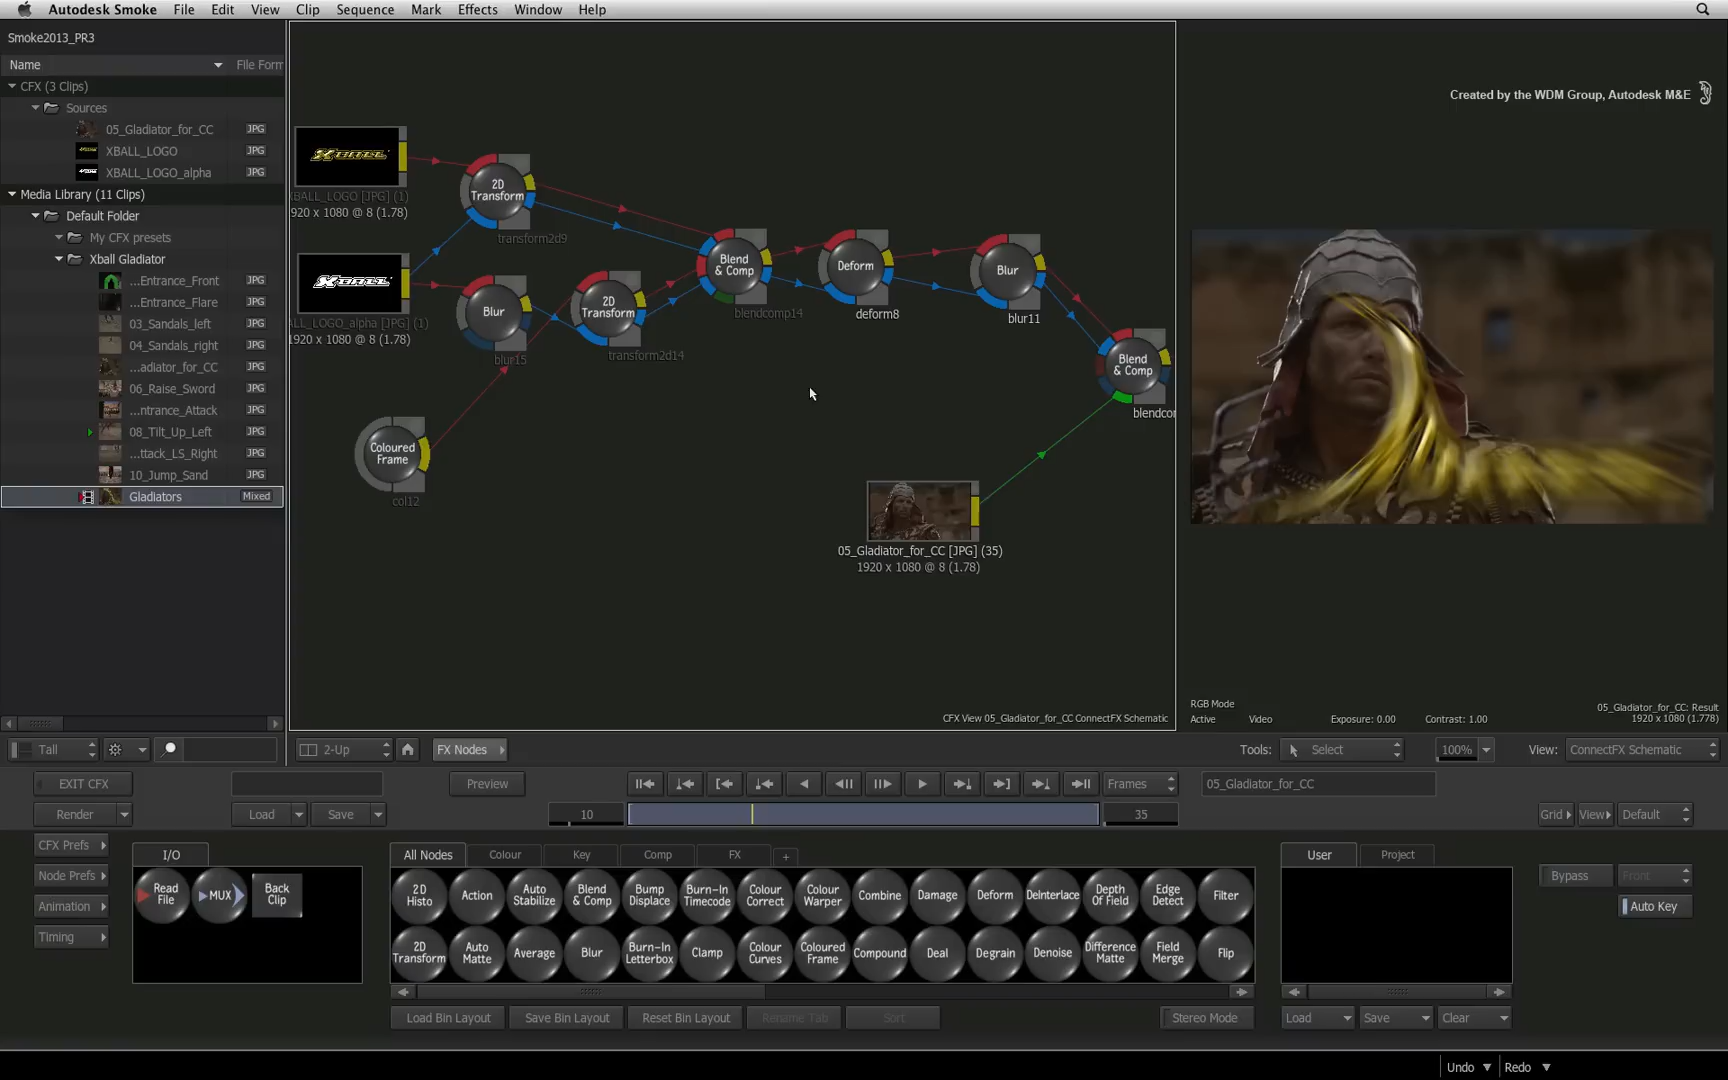 Autodesk Smoke File Edit View Clip Sequence Mark Effects Window Help
Smoke2013_PR3
Name File Form
CFX (3 Clips)
Sources
05_Gladiator_for_CC JPG
XBALL_LOGO JPG
XBALL_LOGO_alpha JPG
Media Library (11 Clips)
Default Folder
My CFX presets
Xball Gladiator
...Entrance_Front JPG
...Entrance_Flare JPG
03_Sandals_left JPG
04_Sandals_right JPG
...adiator_for_CC JPG
06_Raise_Sword JPG
...ntrance_Attack JPG
08_Tilt_Up_Left JPG
...ttack_LS_Right JPG
10_Jump_Sand JPG
Gladiators Mixed
Created by the WDM Group, Autodesk M&E
XBALL
XBALL_LOGO [JPG] (1)
920 x 1080 @ 8 (1.78)
2D Transform
transform2d9
XBALL
ALL_LOGO_alpha [JPG] (1)
920 x 1080 @ 8 (1.78)
Blur
blur15
2D Transform
transform2d14
Blend & Comp
blendcomp14
Deform
deform8
Blur
blur11
Blend & Comp
blendcor
Coloured Frame
col12
05_Gladiator_for_CC [JPG] (35)
1920 x 1080 @ 8 (1.78)
CFX View 05_Gladiator_for_CC ConnectFX Schematic
RGB Mode
Active Video Exposure: 0.00 Contrast: 1.00
05_Gladiator_for_CC: Result
1920 x 1080 (1.778)
Tall 2-Up FX Nodes Tools: Select 100% View: ConnectFX Schematic
EXIT CFX Preview Frames 05_Gladiator_for_CC
Render Load Save 10 35 Grid View Default
CFX Prefs
Node Prefs
Animation
Timing
I/O
Read File
MUX
Back Clip
All Nodes Colour Key Comp FX +
2D Histo
Action
Auto Stabilize
Blend & Comp
Bump Displace
Burn-In Timecode
Colour Correct
Colour Warper
Combine
Damage
Deform
DeInterlace
Depth Of Field
Edge Detect
Filter
2D Transform
Auto Matte
Average
Blur
Burn-In Letterbox
Clamp
Colour Curves
Coloured Frame
Compound
Deal
Degrain
Denoise
Difference Matte
Field Merge
Flip
Load Bin Layout Save Bin Layout Reset Bin Layout Rename Tab Sort Stereo Mode
User Project
Load Save Clear
Bypass Front
Auto Key
Undo Redo